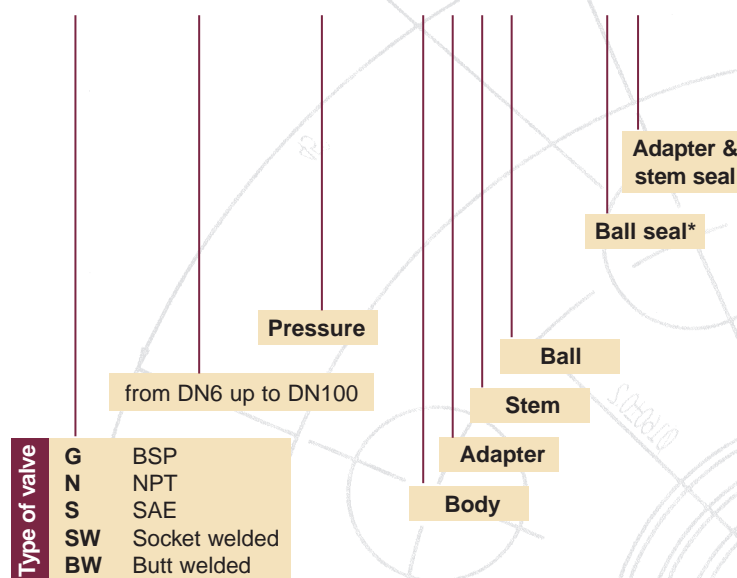 Adapter &
stem seal
Ball seal*
Pressure
Ball
from DN6 up to DN100
Stem
Adapter
Body
Type of valve
G BSP
N NPT
S SAE
SW Socket welded
BW Butt welded